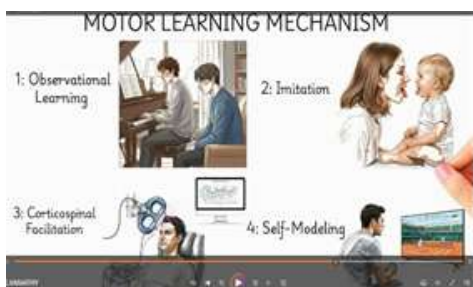 MOTOR LEARNING MECHANISM
1: Observational
Learning
2: Imitation
3: Corticospinal
Facilitation
4: Self-Modeling